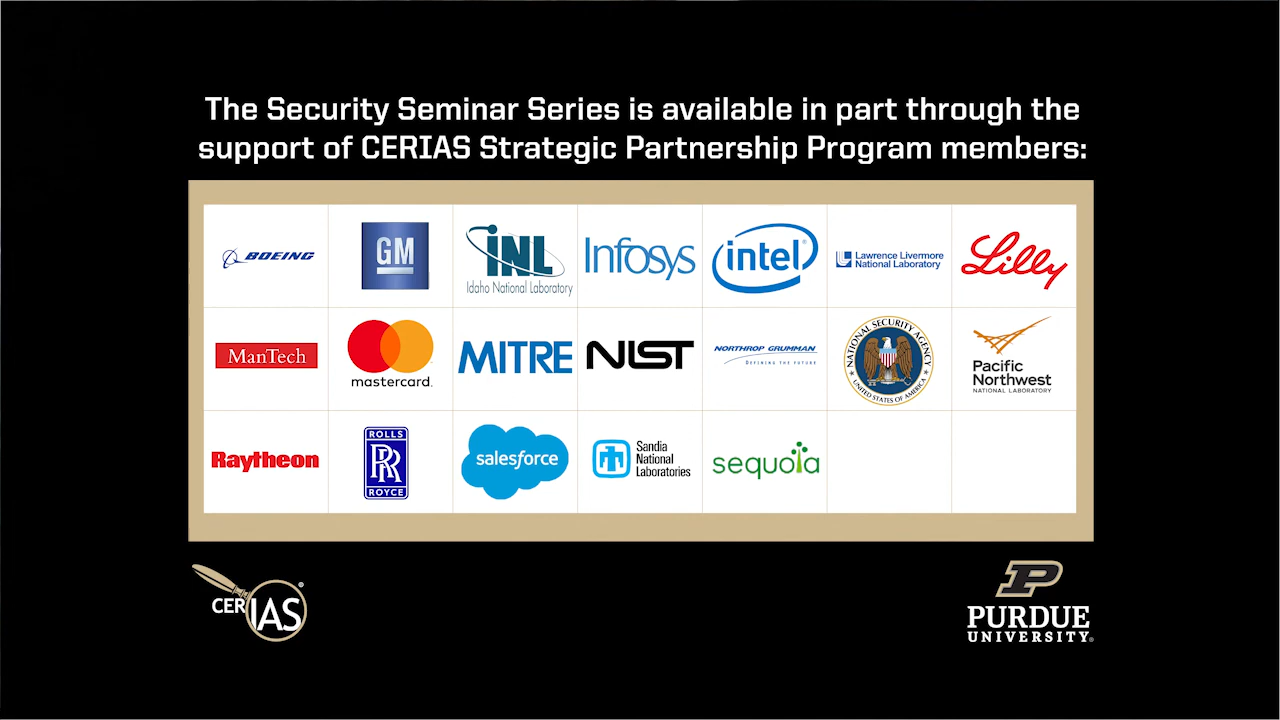 The Security Seminar Series is available in part through the
support of CERIAS Strategic Partnership Program members:
BOEING
GM
INL
Idaho National Laboratory
Infosys
intel
Lawrence Livermore
National Laboratory
Lilly
ManTech
mastercard.
MITRE
NIST
NORTHROP GRUMMAN
DEFINING THE FUTURE
NATIONAL SECURITY AGENCY
UNITED STATES OF AMERICA
Pacific
Northwest
NATIONAL LABORATORY
Raytheon
ROLLS
RR
ROYCE
salesforce
Sandia
National
Laboratories
sequoia
CERIAS
P
PURDUE
UNIVERSITY®